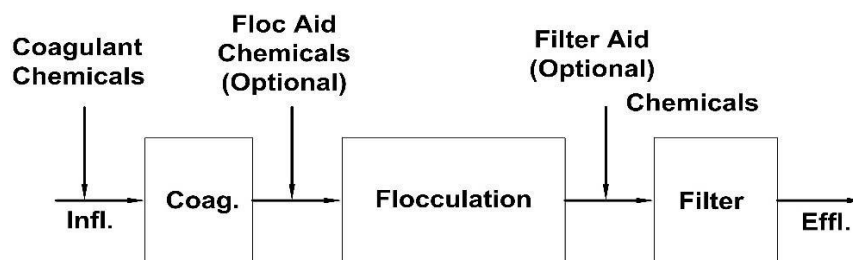 Coagulant
Chemicals
Floc Aid
Chemicals
(Optional)
Filter Aid
(Optional)
Chemicals
Infl.
Coag.
Flocculation
Filter
Effl.